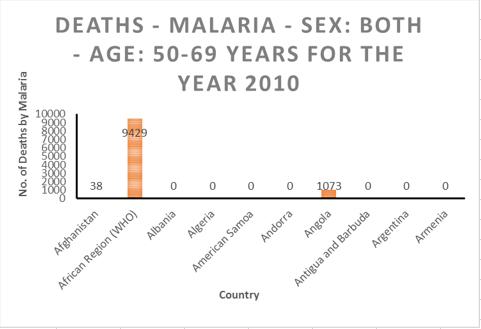 DEATHS - MALARIA - SEX: BOTH
- AGE: 50-69 YEARS FOR THE
YEAR 2010
No. of Deaths by Malaria
10000
9000
8000
7000
6000
5000
4000
3000
2000
1000
0
38
9429
0
0
0
0
1073
0
0
0
Afghanistan
African Region (WHO)
Albania
Algeria
American Samoa
Andorra
Angola
Antigua and Barbuda
Argentina
Armenia
Country